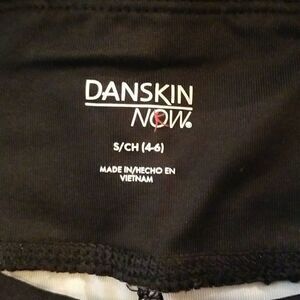 DANSKIN
NOW.
S/CH (4-6)
MADE IN/HECHO EN
VIETNAM